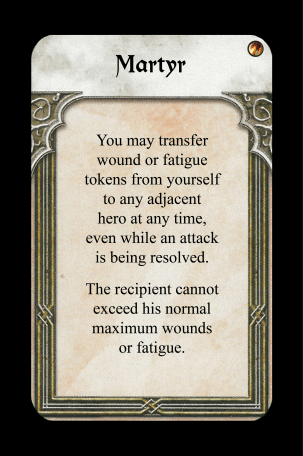 Martyr
You may transfer
wound or fatigue
tokens from yourself
to any adjacent
hero at any time,
even while an attack
is being resolved.
The recipient cannot
exceed his normal
maximum wounds
or fatigue.